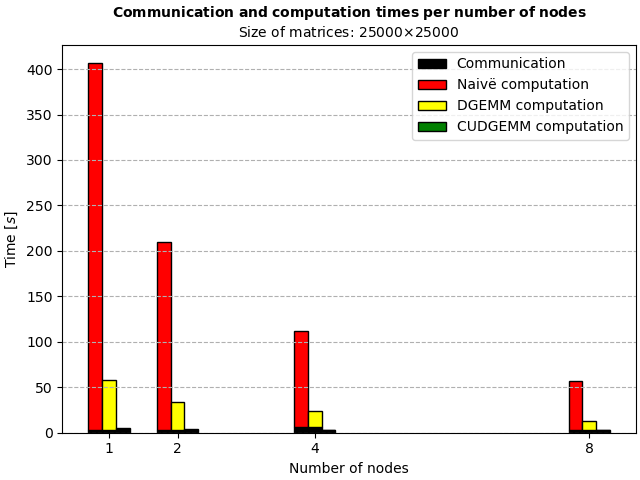 Communication and computation times per number of nodes
Size of matrices: 25000×25000
Communication
Naivë computation
DGEMM computation
CUDGEMM computation
Time [s]
400
350
300
250
200
150
100
50
0
1 2 4 8
Number of nodes